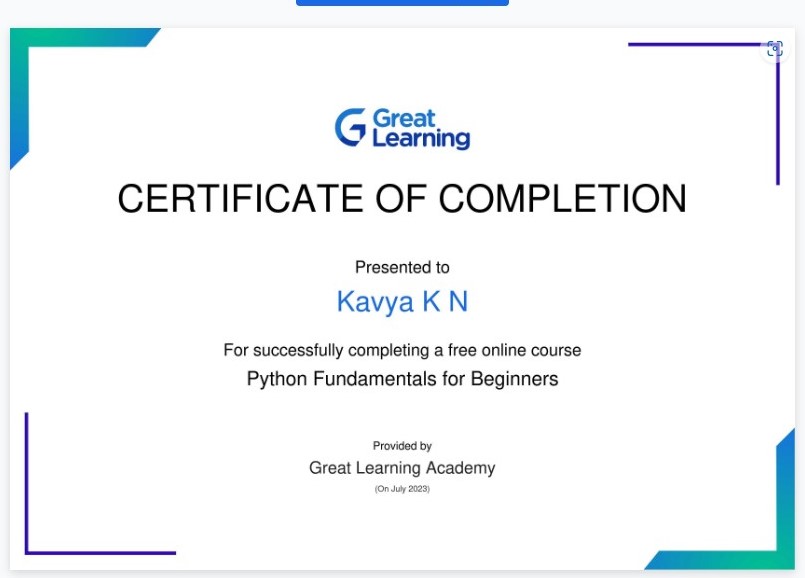 Great
Learning
CERTIFICATE OF COMPLETION
Presented to
Kavya K N
For successfully completing a free online course
Python Fundamentals for Beginners
Provided by
Great Learning Academy
(On July 2023)